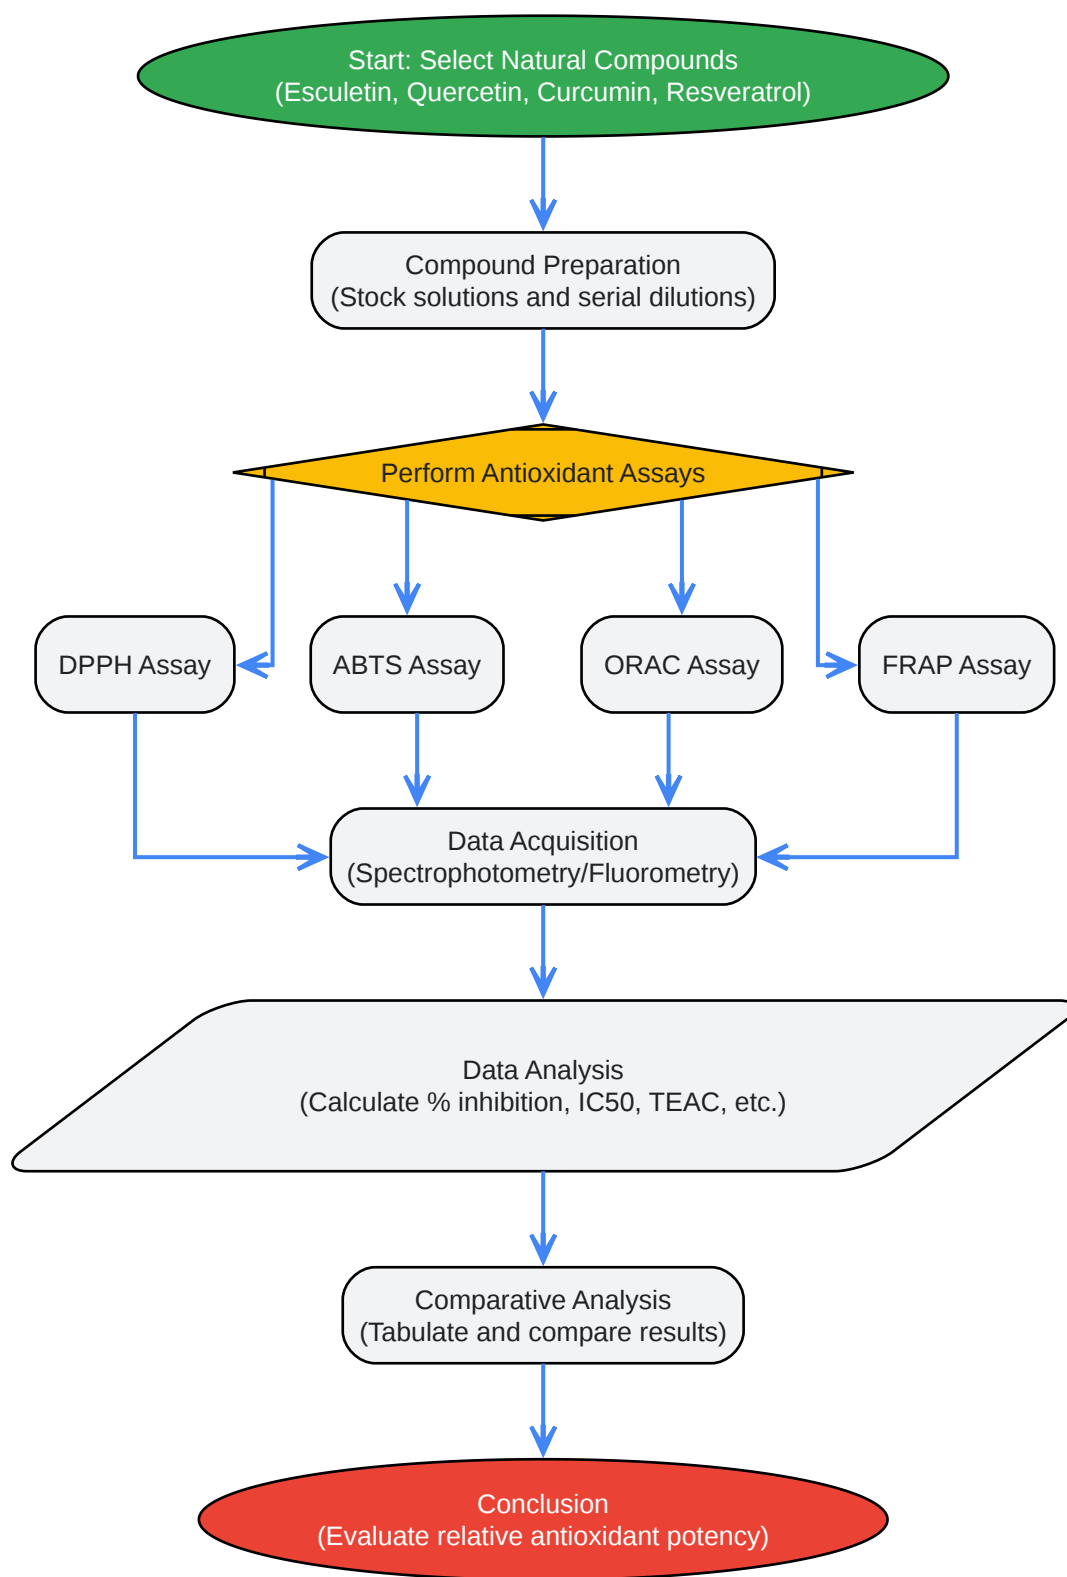 Start: Select Natural Compounds
(Esculetin, Quercetin, Curcumin, Resveratrol)
Compound Preparation
(Stock solutions and serial dilutions)
Perform Antioxidant Assays
DPPH Assay
ABTS Assay
ORAC Assay
FRAP Assay
Data Acquisition
(Spectrophotometry/Fluorometry)
Data Analysis
(Calculate % inhibition, IC50, TEAC, etc.)
Comparative Analysis
(Tabulate and compare results)
Conclusion
(Evaluate relative antioxidant potency)